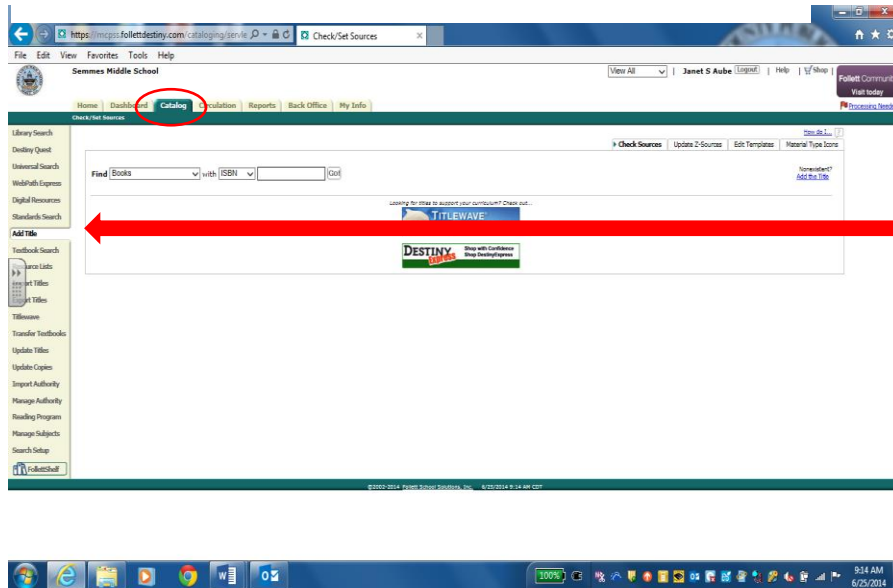 https://mcpss.follettdestiny.com/cataloging/servle
Check/Set Sources
File Edit View Favorites Tools Help
Semmes Middle School
View All | Janet S Aube Logout | Help | Shop |
Follett Communit
Visit today
Home Dashboard Catalog Circulation Reports Back Office My Info
Processing Need
Check/Set Sources
How do I...
Check Sources Update Z-Sources Edit Templates Material Type Icons
Library Search
Destiny Quest
Universal Search
WebPath Express
Digital Resources
Standards Search
Add Title
Textbook Search
urce Lists
ort Titles
ort Titles
Titlewave
Transfer Textbooks
Update Titles
Update Copies
Import Authority
Manage Authority
Reading Program
Manage Subjects
Search Setup
FollettShelf
Find Books with ISBN Go!
Nonexistent?
Add the Title
Looking for titles to support your curriculum? Check out...
TITLEWAVE
DESTINY Express Shop with Confidence
Shop DestinyExpress
©2002-2014 Follett School Solutions, Inc. 6/25/2014 9:14 AM CDT
100%
9:14 AM
6/25/2014